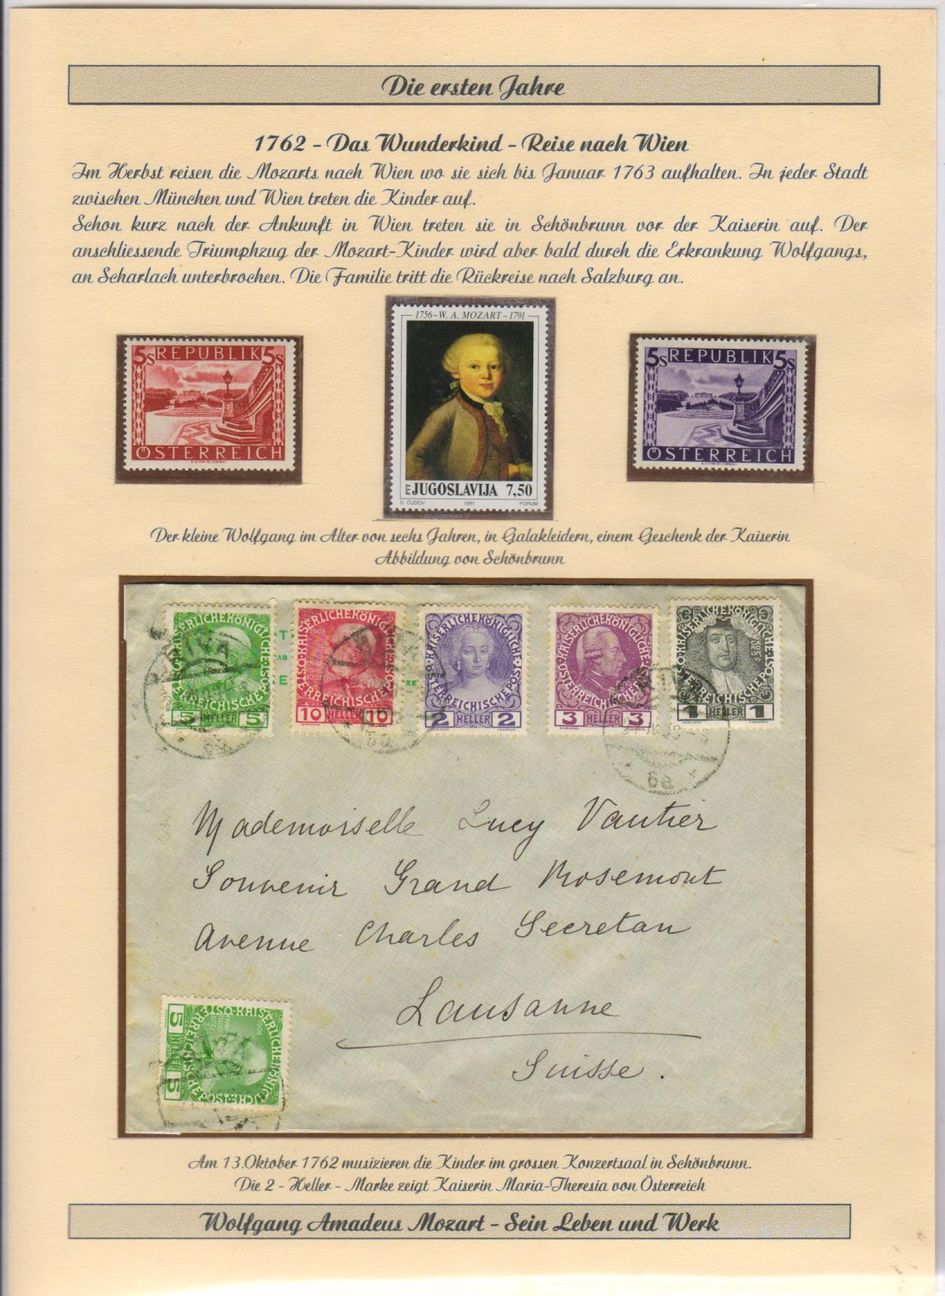 Die ersten Jahre
1762 - Das Wunderkind - Reise nach Wien
Im Herbst reisen die Mozarts nach Wien wo sie sich bis Januar 1763 aufhalten. In jeder Stadt
zwischen München und Wien treten die Kinder auf.
Schon kurz nach der Ankunft in Wien treten sie in Schönbrunn vor der Kaiserin auf. Der
anschliessende Triumphzug der Mozart-Kinder wird aber bald durch die Erkrankung Wolfgangs,
an Scharlach unterbrochen. Die Familie tritt die Rückreise nach Salzburg an.
5S REPUBLIK 5S
ÖSTERREICH
1756-W. A. MOZART-1791
JUGOSLAVIJA 7,50
D. ČUDOV 1991 FORUM
5S REPUBLIK 5S
ÖSTERREICH
Der kleine Wolfgang im Alter von sechs Jahren, in Galakleidern, einem Geschenk der Kaiserin
Abbildung von Schönbrunn
5 HELLER 5
10 HELLER 10
2 HELLER 2
3 HELLER 3
1 HELLER 1
RIVA
Mademoiselle Lucy Vautier
Souvenir Grand Rosemont
Avenue Charles Secretan
Lausanne
Suisse.
5 HELLER 5
Am 13.Oktober 1762 musizieren die Kinder im grossen Konzertsaal in Schönbrunn.
Die 2 - Heller - Marke zeigt Kaiserin Maria-Theresia von Österreich
Wolfgang Amadeus Mozart - Sein Leben und Werk